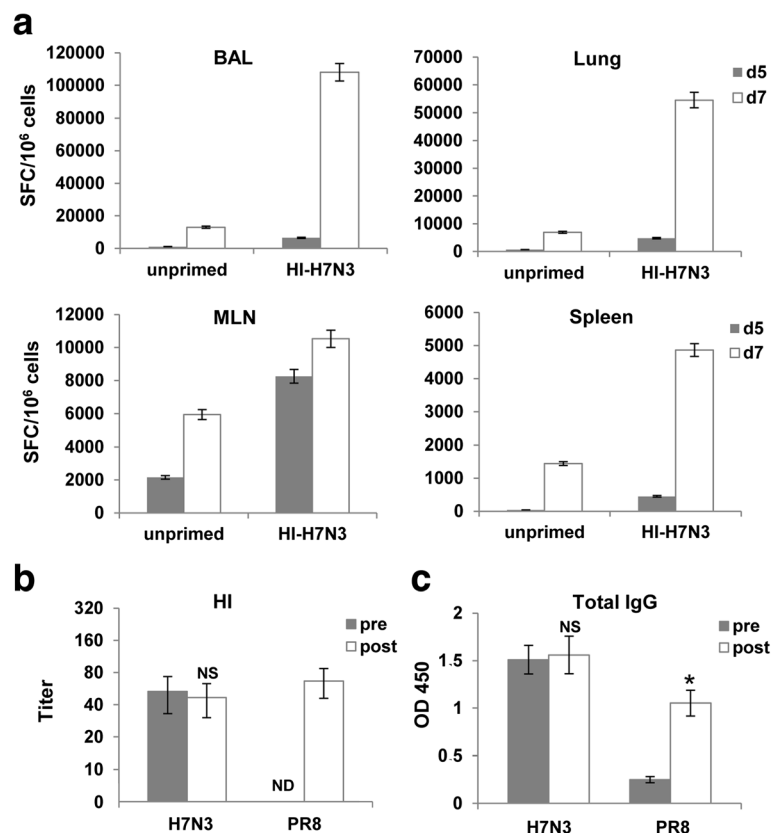 a
BAL
SFC/10⁶ cells
120000
100000
80000
60000
40000
20000
0
unprimed
HI-H7N3
Lung
70000
60000
50000
40000
30000
20000
10000
0
unprimed
HI-H7N3
d5
d7
MLN
SFC/10⁶ cells
12000
10000
8000
6000
4000
2000
0
unprimed
HI-H7N3
Spleen
6000
5000
4000
3000
2000
1000
0
unprimed
HI-H7N3
d5
d7
b
HI
Titer
320
160
80
40
20
10
0
NS
ND
H7N3
PR8
pre
post
c
Total IgG
OD 450
2
1.5
1
0.5
0
NS
*
H7N3
PR8
pre
post